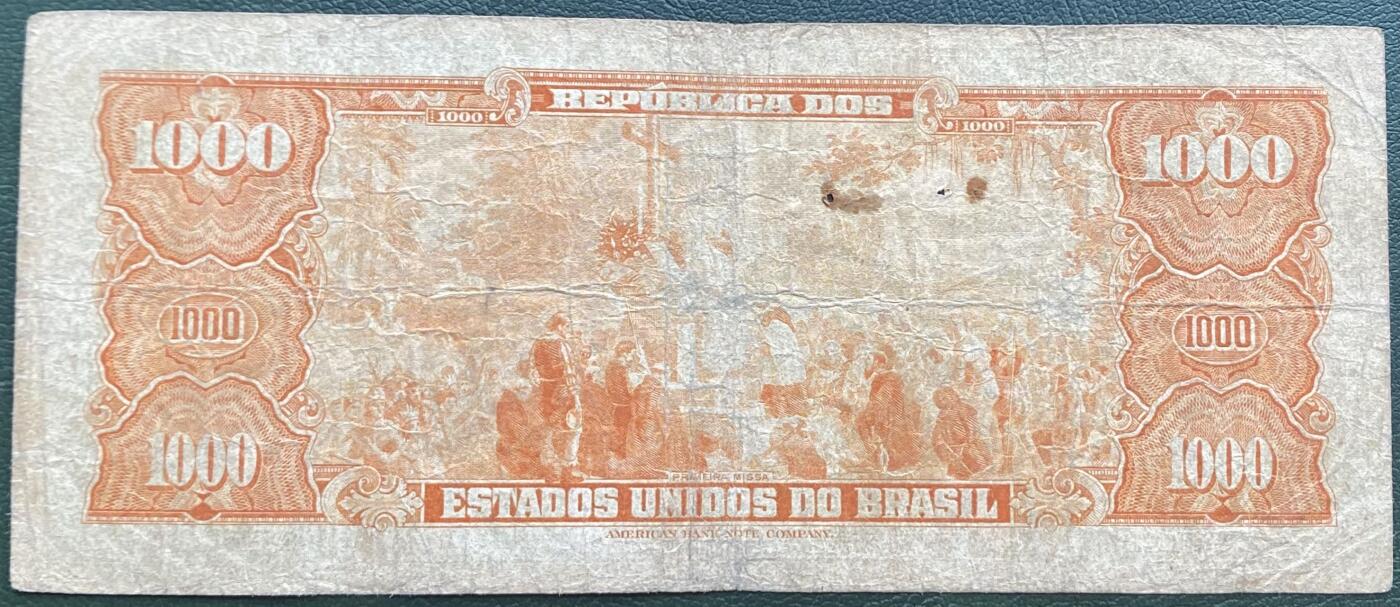 REPÚBLICA DOS
1000 1000
1000 1000
1000 1000
1000 1000
PRIMEIRA MISSA
ESTADOS UNIDOS DO BRASIL
AMERICAN BANK NOTE COMPANY.